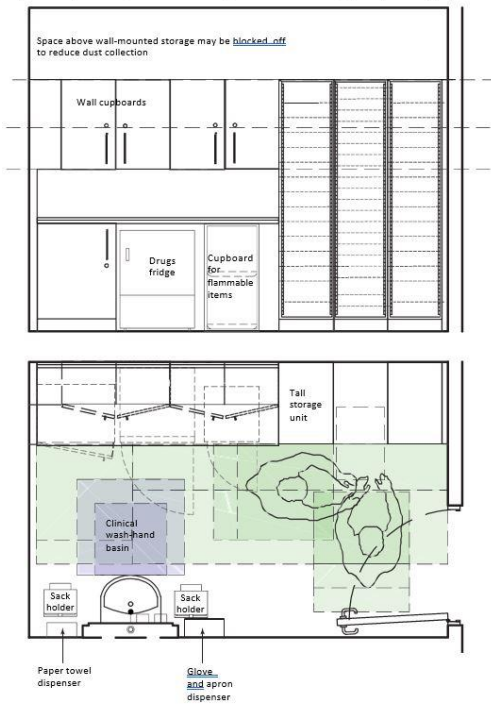 Space above wall-mounted storage may be blocked off
to reduce dust collection
Wall cupboards
Drugs
fridge
Cupboard
for
flammable
items
Tall
storage
unit
Clinical
wash-hand
basin
Sack
holder
Sack
holder
Paper towel
dispenser
Glove
and apron
dispenser